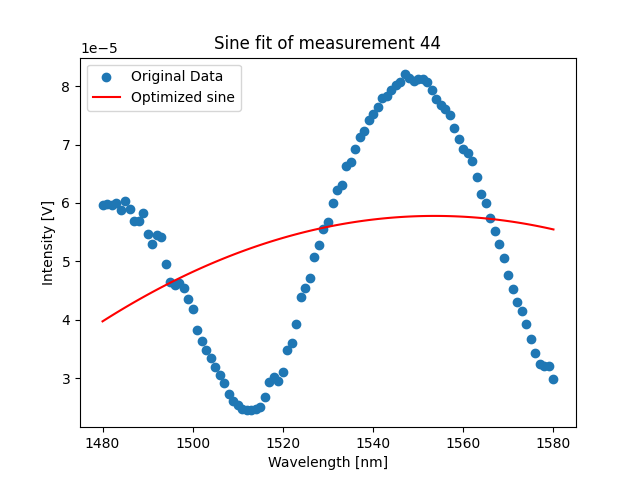 Sine fit of measurement 44
1e−5
Original Data
Optimized sine
8
7
6
5
4
3
Intensity [V]
1480
1500
1520
1540
1560
1580
Wavelength [nm]